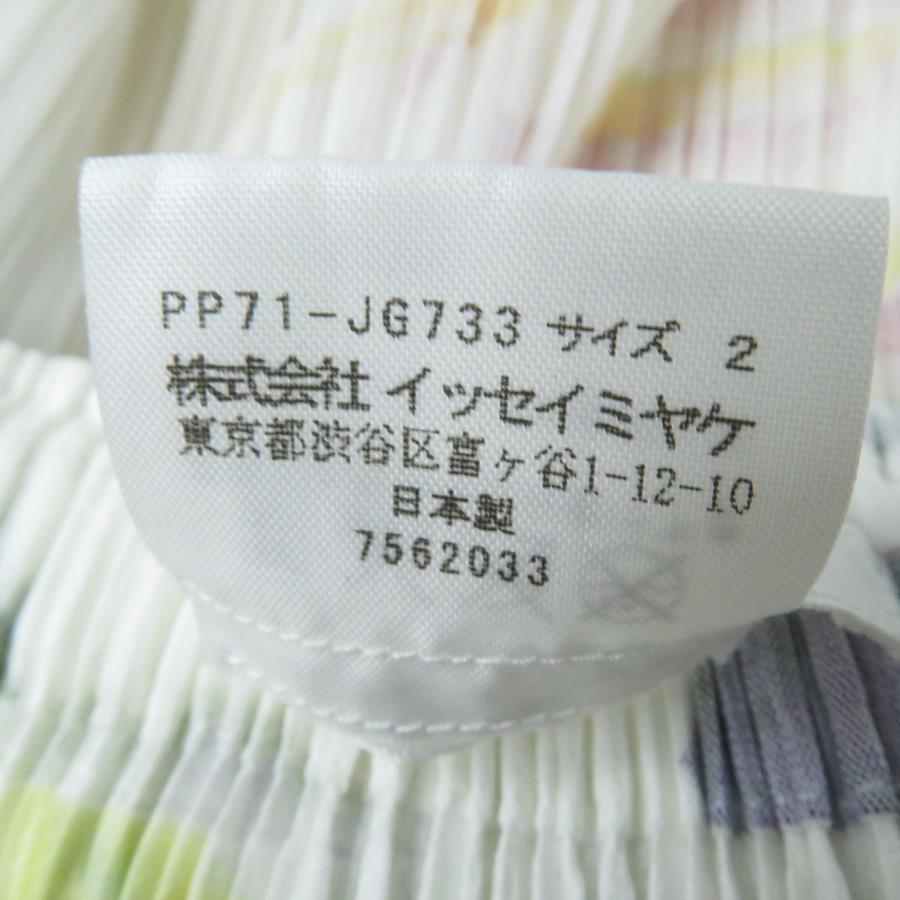 PP71-JG733 サイズ 2
株式会社 イッセイミヤケ
東京都渋谷区富ヶ谷1-12-10
日本製
7562033